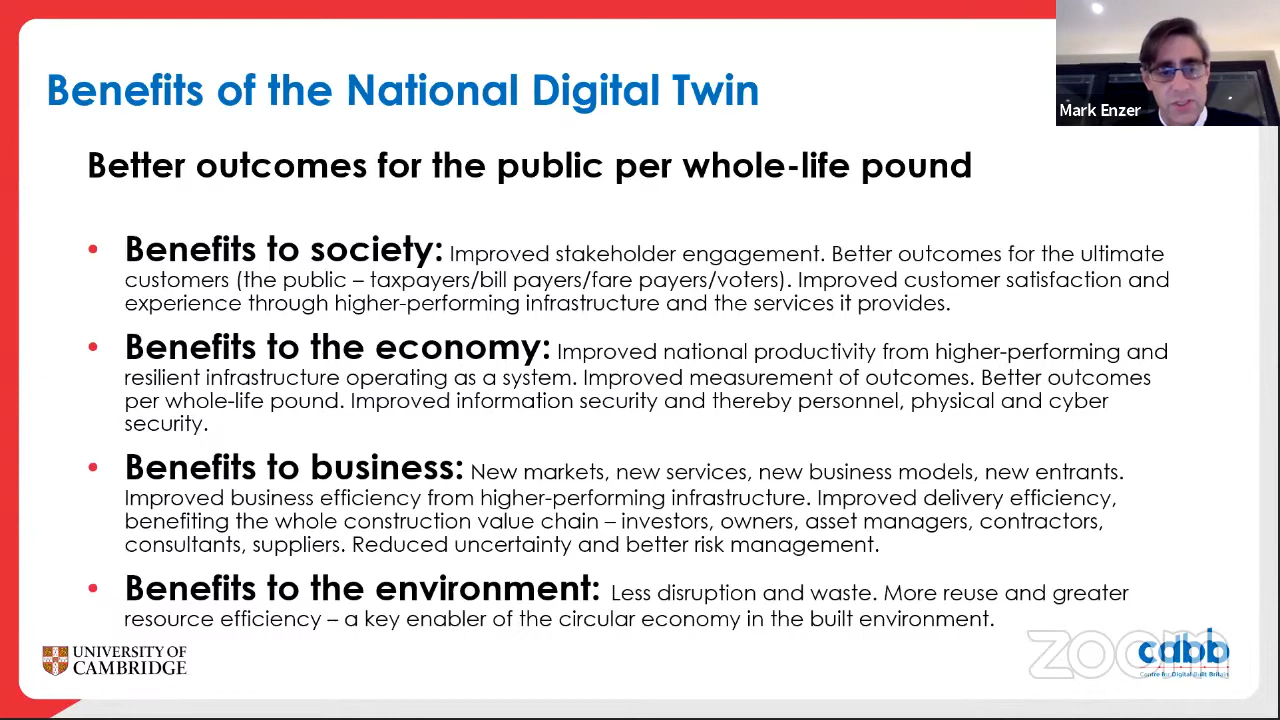 Benefits of the National Digital Twin
Mark Enzer
Better outcomes for the public per whole-life pound
• Benefits to society: Improved stakeholder engagement. Better outcomes for the ultimate
customers (the public – taxpayers/bill payers/fare payers/voters). Improved customer satisfaction and
experience through higher-performing infrastructure and the services it provides.
• Benefits to the economy: Improved national productivity from higher-performing and
resilient infrastructure operating as a system. Improved measurement of outcomes. Better outcomes
per whole-life pound. Improved information security and thereby personnel, physical and cyber
security.
• Benefits to business: New markets, new services, new business models, new entrants.
Improved business efficiency from higher-performing infrastructure. Improved delivery efficiency,
benefiting the whole construction value chain – investors, owners, asset managers, contractors,
consultants, suppliers. Reduced uncertainty and better risk management.
• Benefits to the environment: Less disruption and waste. More reuse and greater
resource efficiency – a key enabler of the circular economy in the built environment.
UNIVERSITY OF
CAMBRIDGE
zoom
cdbb
Centre for Digital Built Britain